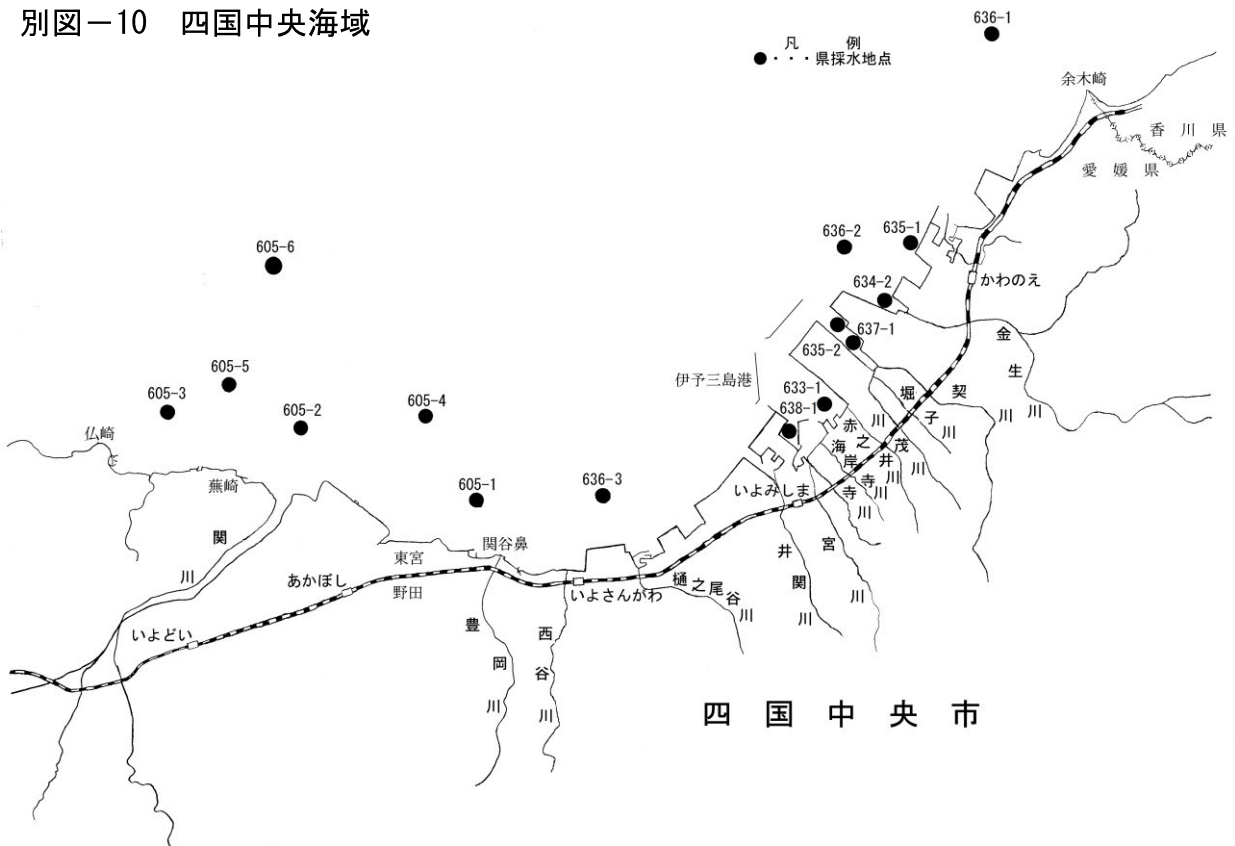 別図－10　四国中央海域
凡　例
●・・・県採水地点
636-1
余木崎
香川県
愛媛県
636-2
635-1
605-6
634-2
かわのえ
637-1
635-2
金生川
605-5
605-3
605-2
605-4
伊予三島港
633-1
638-1
堀川
契川
子川
茂川
赤之井川
海岸寺川
寺川
仏崎
蕪崎
605-1
636-3
いよみしま
関川
東宮
関谷鼻
宮川
井関川
あかぼし
野田
いよさんがわ
樋之尾谷川
いよどい
豊岡川
西谷川
四国中央市